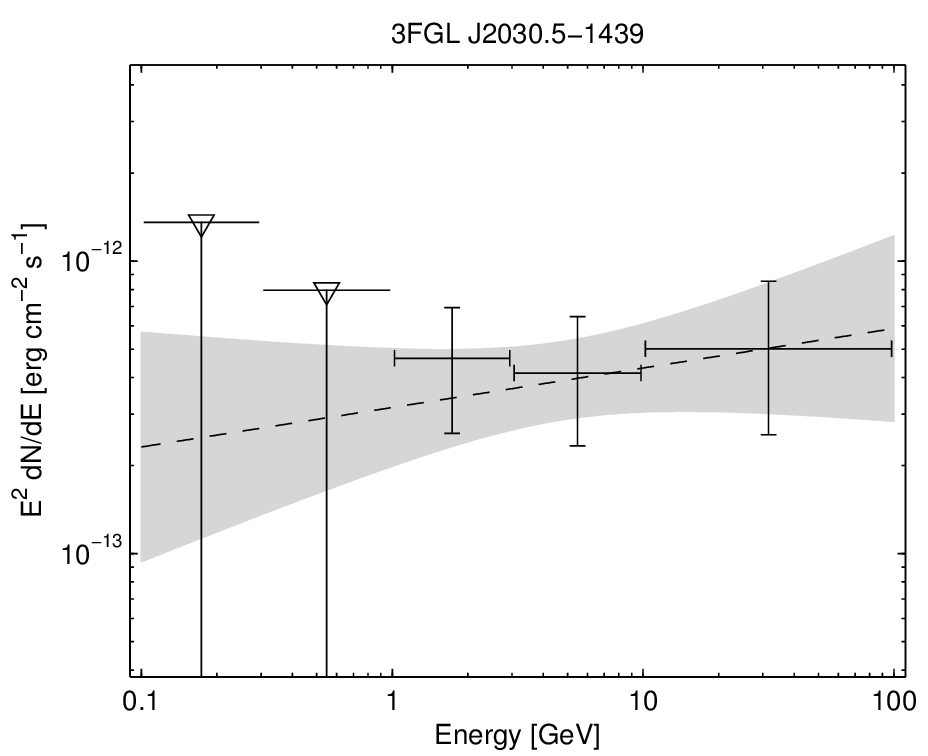 3FGL J2030.5−1439
E² dN/dE [erg cm⁻² s⁻¹]
10⁻¹²
10⁻¹³
0.1 1 10 100
Energy [GeV]